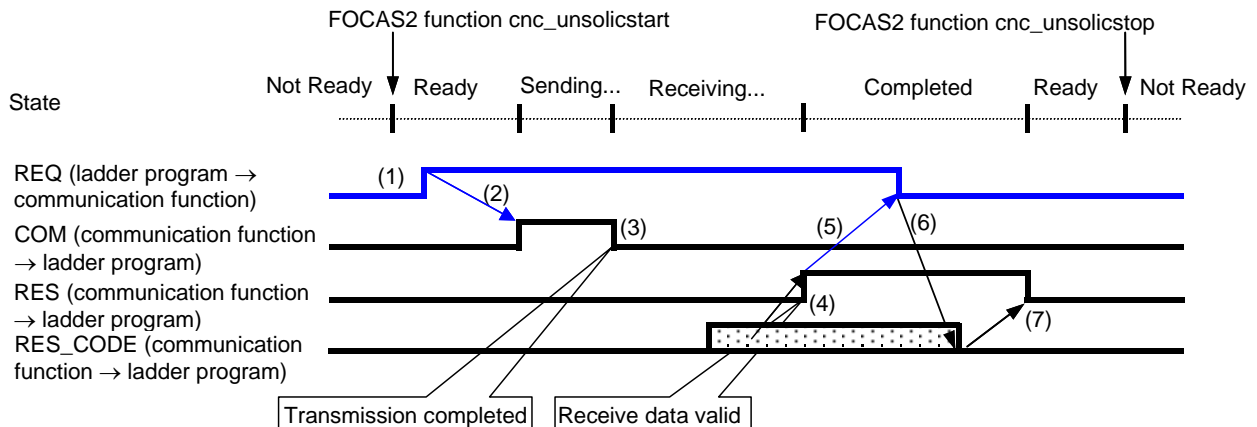 FOCAS2 function cnc_unsolicstart
FOCAS2 function cnc_unsolicstop
Not Ready
Ready
Sending...
Receiving...
Completed
Ready
Not Ready
State
REQ (ladder program →
communication function)
(1)
(2)
COM (communication function
→ ladder program)
(3)
(5)
(6)
RES (communication function
→ ladder program)
(4)
(7)
RES_CODE (communication
function → ladder program)
Transmission completed
Receive data valid